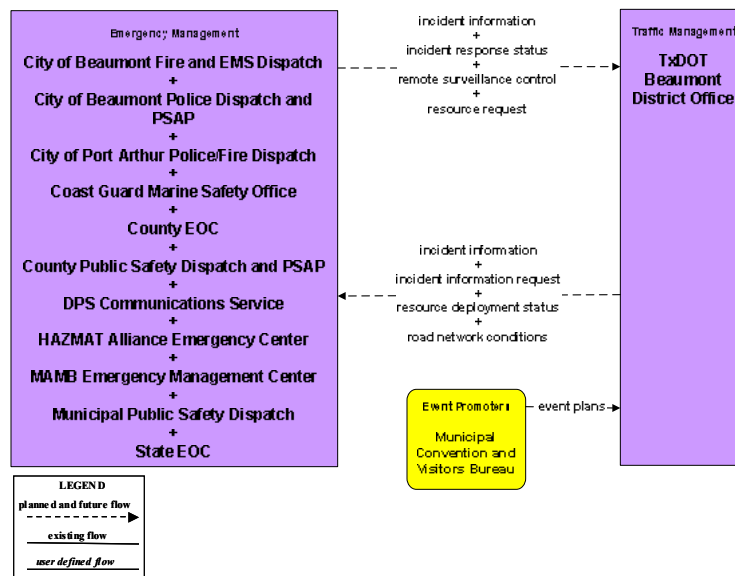 Emergency Management
City of Beaumont Fire and EMS Dispatch
+
City of Beaumont Police Dispatch and
PSAP
+
City of Port Arthur Police/Fire Dispatch
+
Coast Guard Marine Safety Office
+
County EOC
+
County Public Safety Dispatch and PSAP
+
DPS Communications Service
+
HAZMAT Alliance Emergency Center
+
MAMB Emergency Management Center
+
Municipal Public Safety Dispatch
+
State EOC
incident information
+
incident response status
+
remote surveillance control
+
resource request
Traffic Management
TxDOT
Beaumont
District Office
incident information
+
incident information request
+
resource deployment status
+
road network conditions
Event Promoters
Municipal
Convention and
Visitors Bureau
event plans
LEGEND
planned and future flow
existing flow
user defined flow